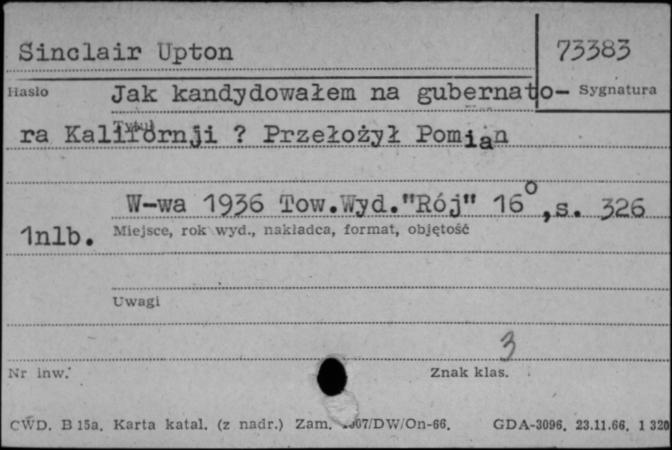 Sinclair Upton 73383
Hasło Jak kandydowałem na gubernato- Sygnatura
Tytuł
ra Kalifornji ? Przełożył Pomian
W-wa 1936 Tow.Wyd."Rój" 16°,s. 326
1nlb. Miejsce, rok wyd., nakładca, format, objętość
Uwagi
3
Nr inw. Znak klas.
CWD. B 15a. Karta katal. (z nadr.) Zam. 67/DW/On-66. GDA-3096. 23.11.66. 1 320